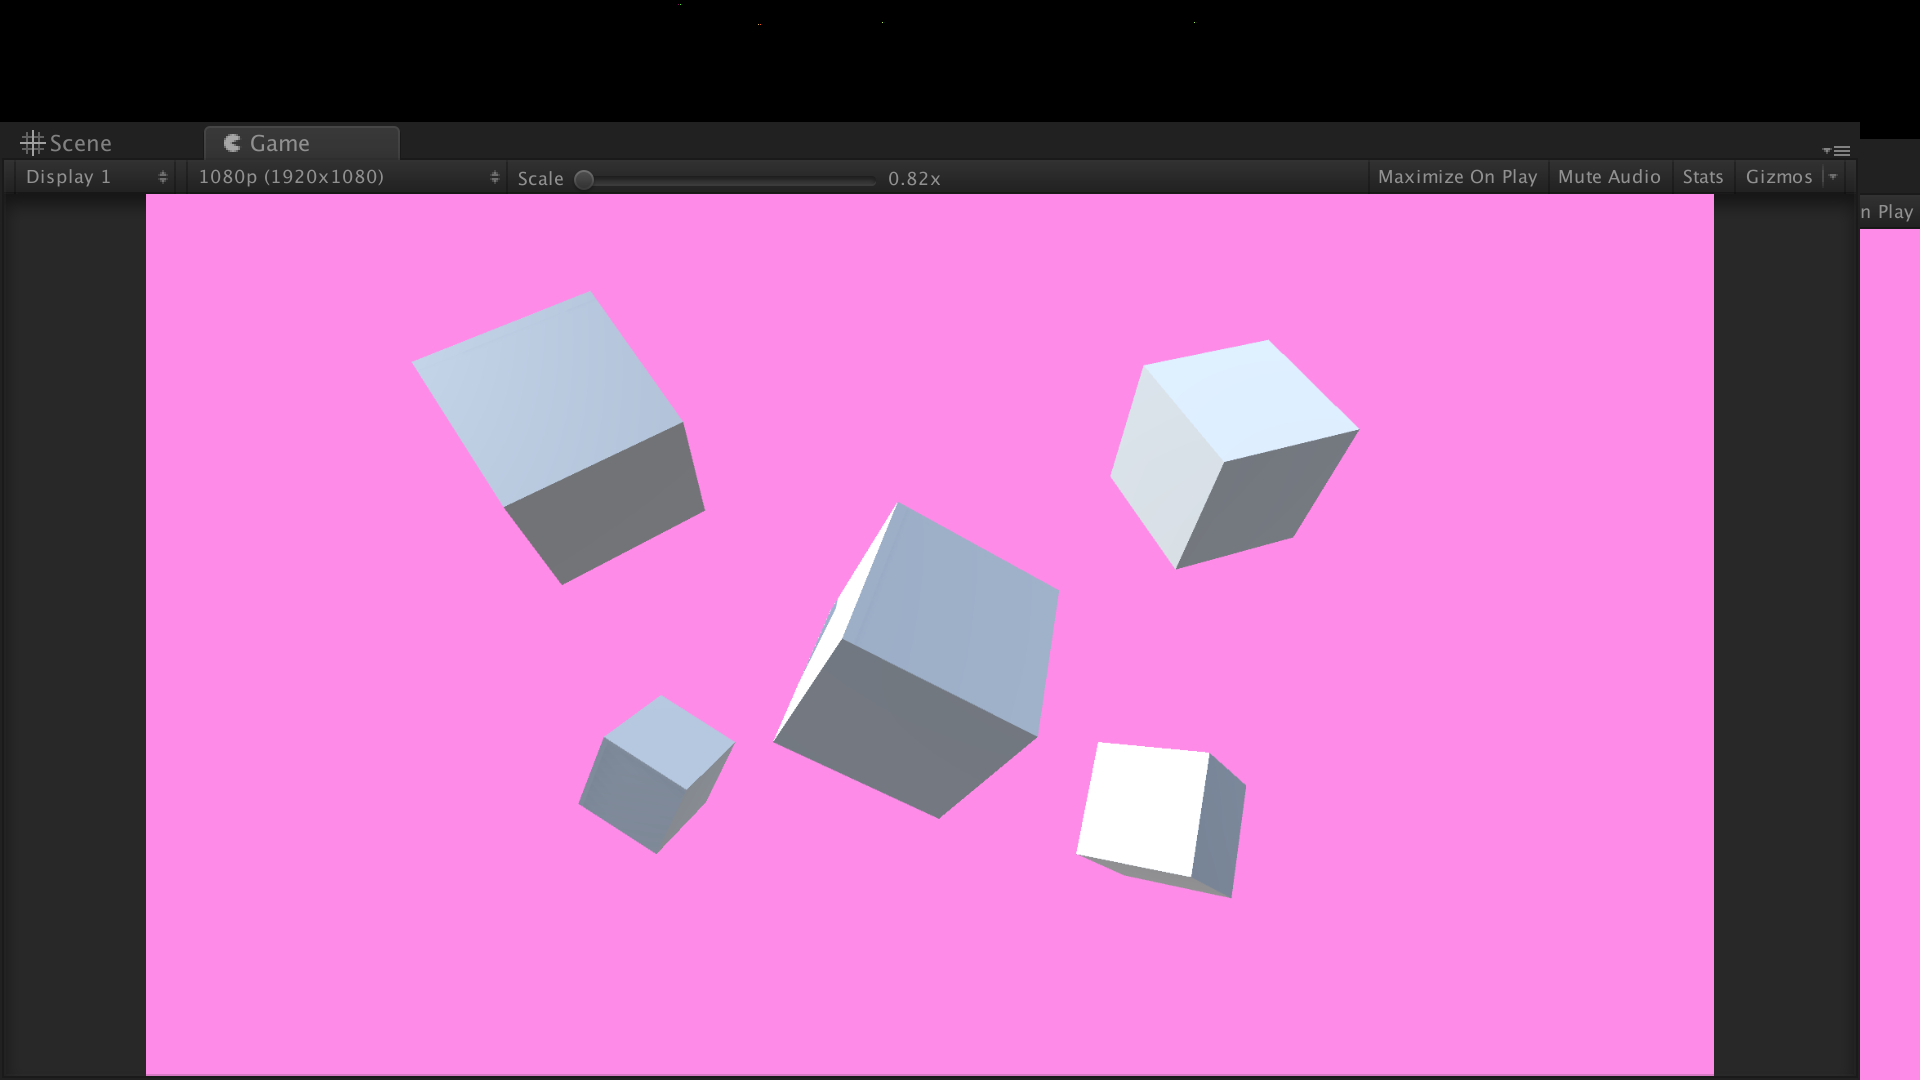 Scene Game
Display 1 1080p (1920x1080) Scale 0.82x Maximize On Play Mute Audio Stats Gizmos
n Play